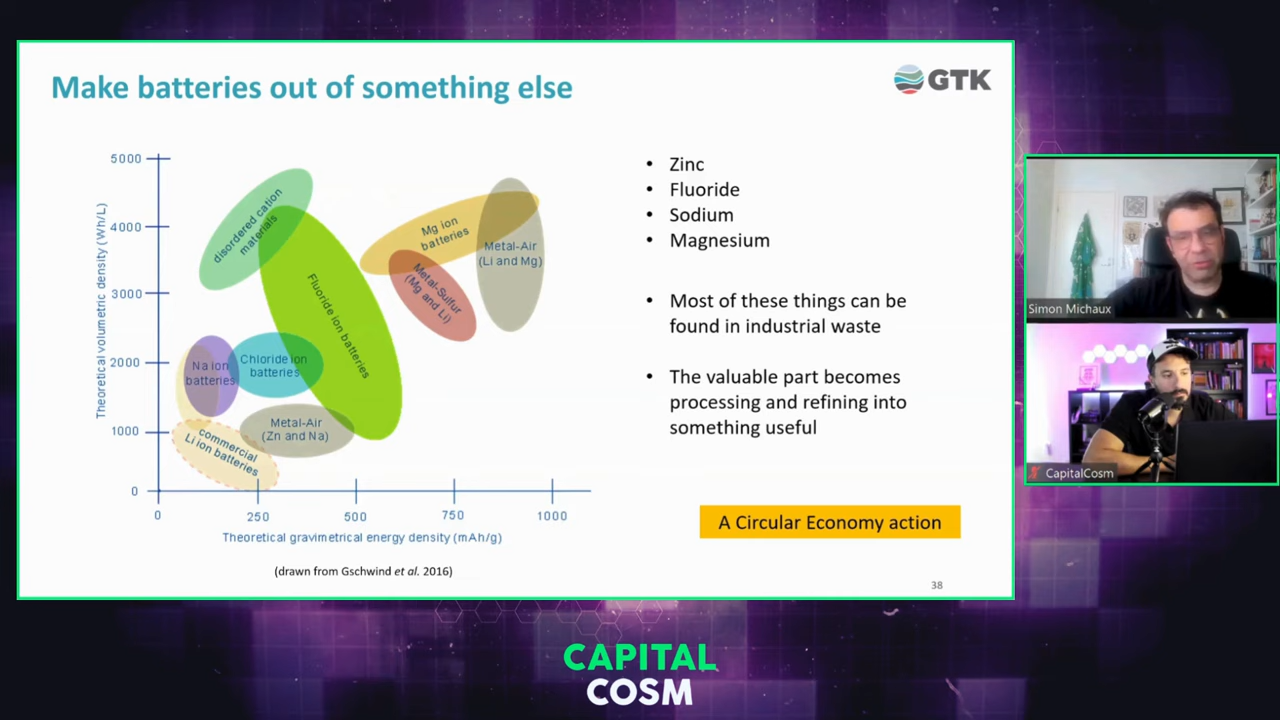 Make batteries out of something else
GTK
5000
4000
3000
2000
1000
0
Theoretical volumetric density (Wh/L)
disordered cation
materials
Fluoride ion batteries
Mg ion
batteries
Metal-Air
(Li and Mg)
Metal-Sulfur
(Mg and Li)
Na ion
batteries
Chloride ion
batteries
Metal-Air
(Zn and Na)
commercial
Li ion batteries
0
250
500
750
1000
Theoretical gravimetrical energy density (mAh/g)
(drawn from Gschwind et al. 2016)
• Zinc
• Fluoride
• Sodium
• Magnesium
• Most of these things can be
found in industrial waste
• The valuable part becomes
processing and refining into
something useful
A Circular Economy action
38
Simon Michaux
CapitalCosm
CAPITAL
COSM